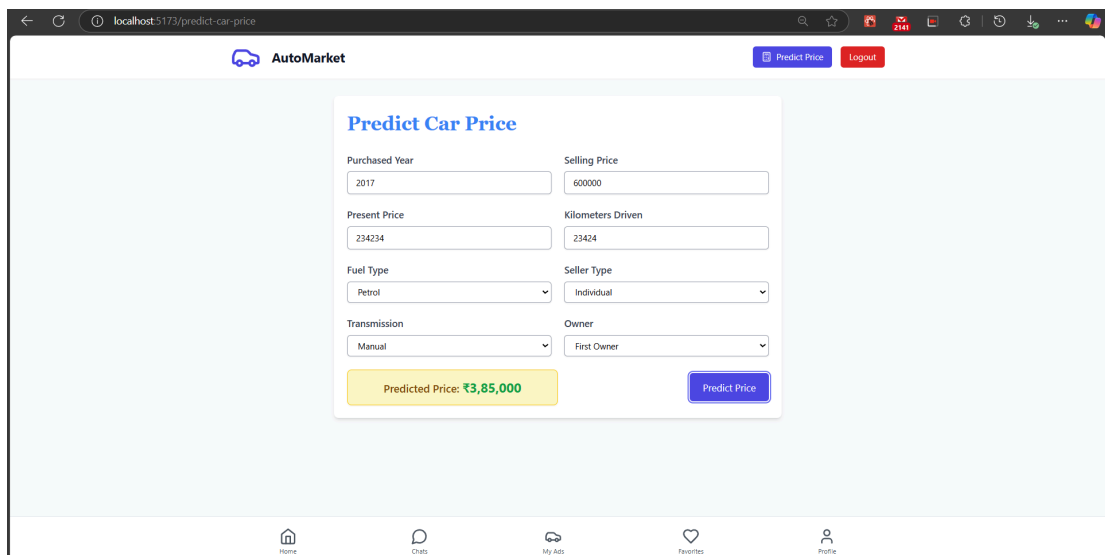 localhost:5173/predict-car-price
2141
AutoMarket
Predict Price
Logout
Predict Car Price
Purchased Year
Selling Price
2017
600000
Present Price
Kilometers Driven
234234
23424
Fuel Type
Seller Type
Petrol
Individual
Transmission
Owner
Manual
First Owner
Predicted Price: ₹3,85,000
Predict Price
Home
Chats
My Ads
Favorites
Profile